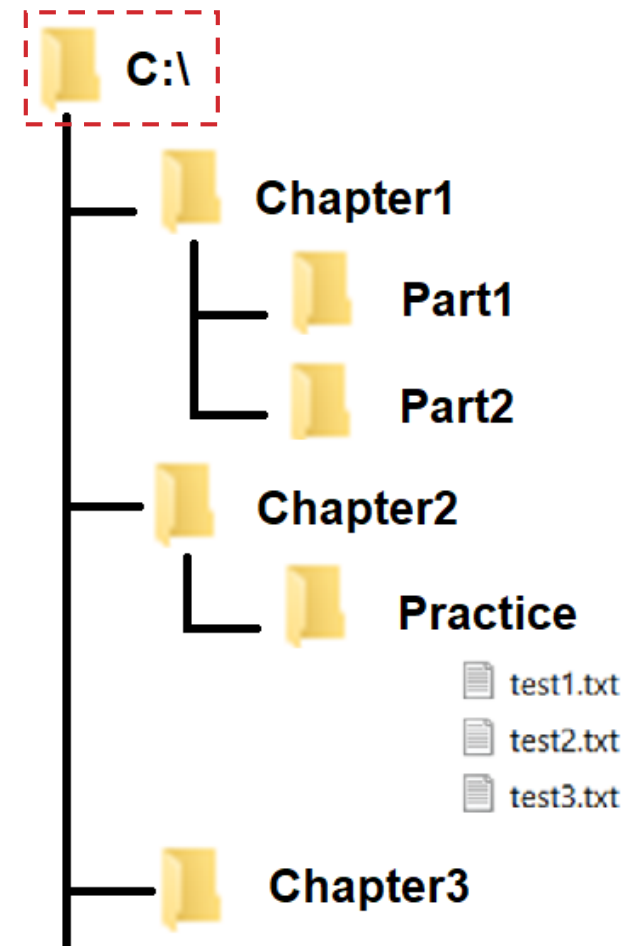 C:\
Chapter1
Part1
Part2
Chapter2
Practice
test1.txt
test2.txt
test3.txt
Chapter3